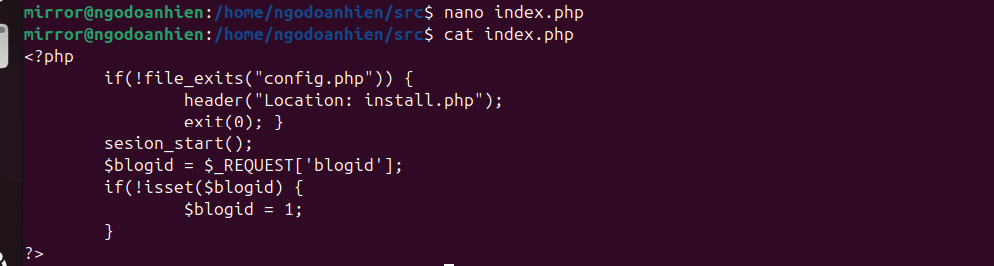 mirror@ngodoanhien:/home/ngodoanhien/src$ nano index.php
mirror@ngodoanhien:/home/ngodoanhien/src$ cat index.php
<?php
        if(!file_exits("config.php")) {
                header("Location: install.php");
                exit(0); }
        sesion_start();
        $blogid = $_REQUEST['blogid'];
        if(!isset($blogid) {
                $blogid = 1;
        }
?>